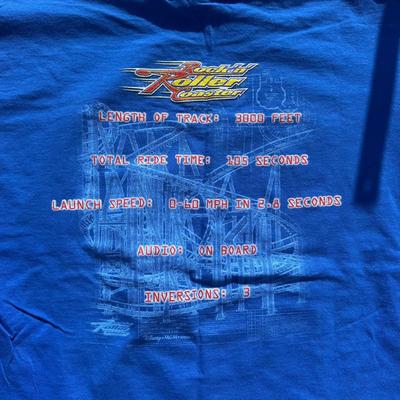 Rock n'
Roller
Coaster
LENGTH OF TRACK: 3800 FEET
TOTAL RIDE TIME: 105 SECONDS
LAUNCH SPEED: 0-60 MPH IN 2.8 SECONDS
AUDIO: ON BOARD
INVERSIONS: 3